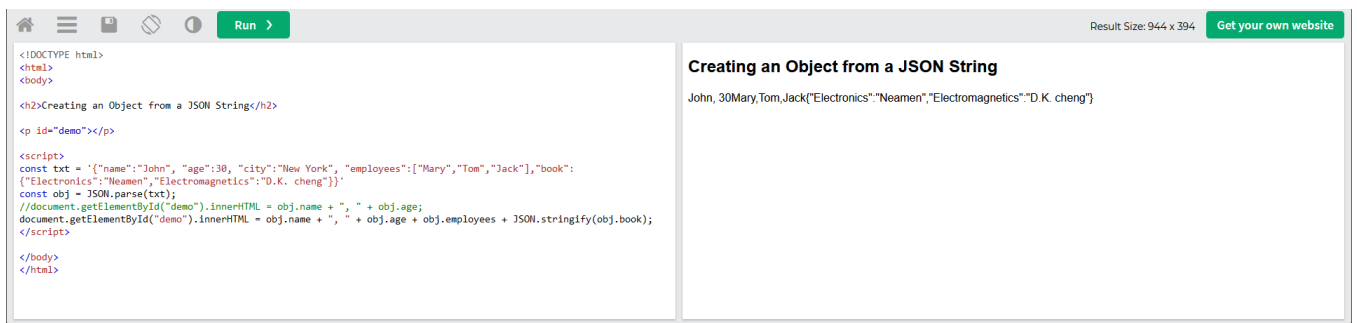 Run ❯
Result Size: 944 x 394
Get your own website
<!DOCTYPE html>
<html>
<body>
<h2>Creating an Object from a JSON String</h2>
<p id="demo"></p>
<script>
const txt = '{"name":"John", "age":30, "city":"New York", "employees":["Mary","Tom","Jack"],"book":
{"Electronics":"Neamen","Electromagnetics":"D.K. cheng"}}'
const obj = JSON.parse(txt);
//document.getElementById("demo").innerHTML = obj.name + ", " + obj.age;
document.getElementById("demo").innerHTML = obj.name + ", " + obj.age + obj.employees + JSON.stringify(obj.book);
</script>
</body>
</html>
Creating an Object from a JSON String
John, 30Mary,Tom,Jack{"Electronics":"Neamen","Electromagnetics":"D.K. cheng"}